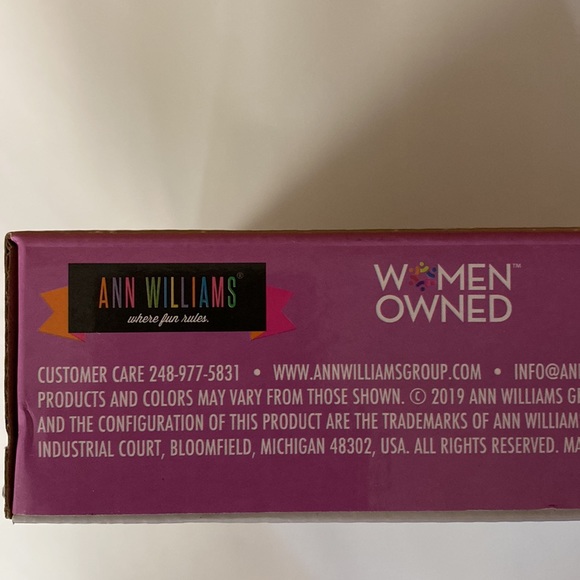 ANN WILLIAMS®
where fun rules.
WOMEN™
OWNED
CUSTOMER CARE 248-977-5831 • WWW.ANNWILLIAMSGROUP.COM • INFO@AN
PRODUCTS AND COLORS MAY VARY FROM THOSE SHOWN. © 2019 ANN WILLIAMS G
AND THE CONFIGURATION OF THIS PRODUCT ARE THE TRADEMARKS OF ANN WILLIAM
INDUSTRIAL COURT, BLOOMFIELD, MICHIGAN 48302, USA. ALL RIGHTS RESERVED. MA